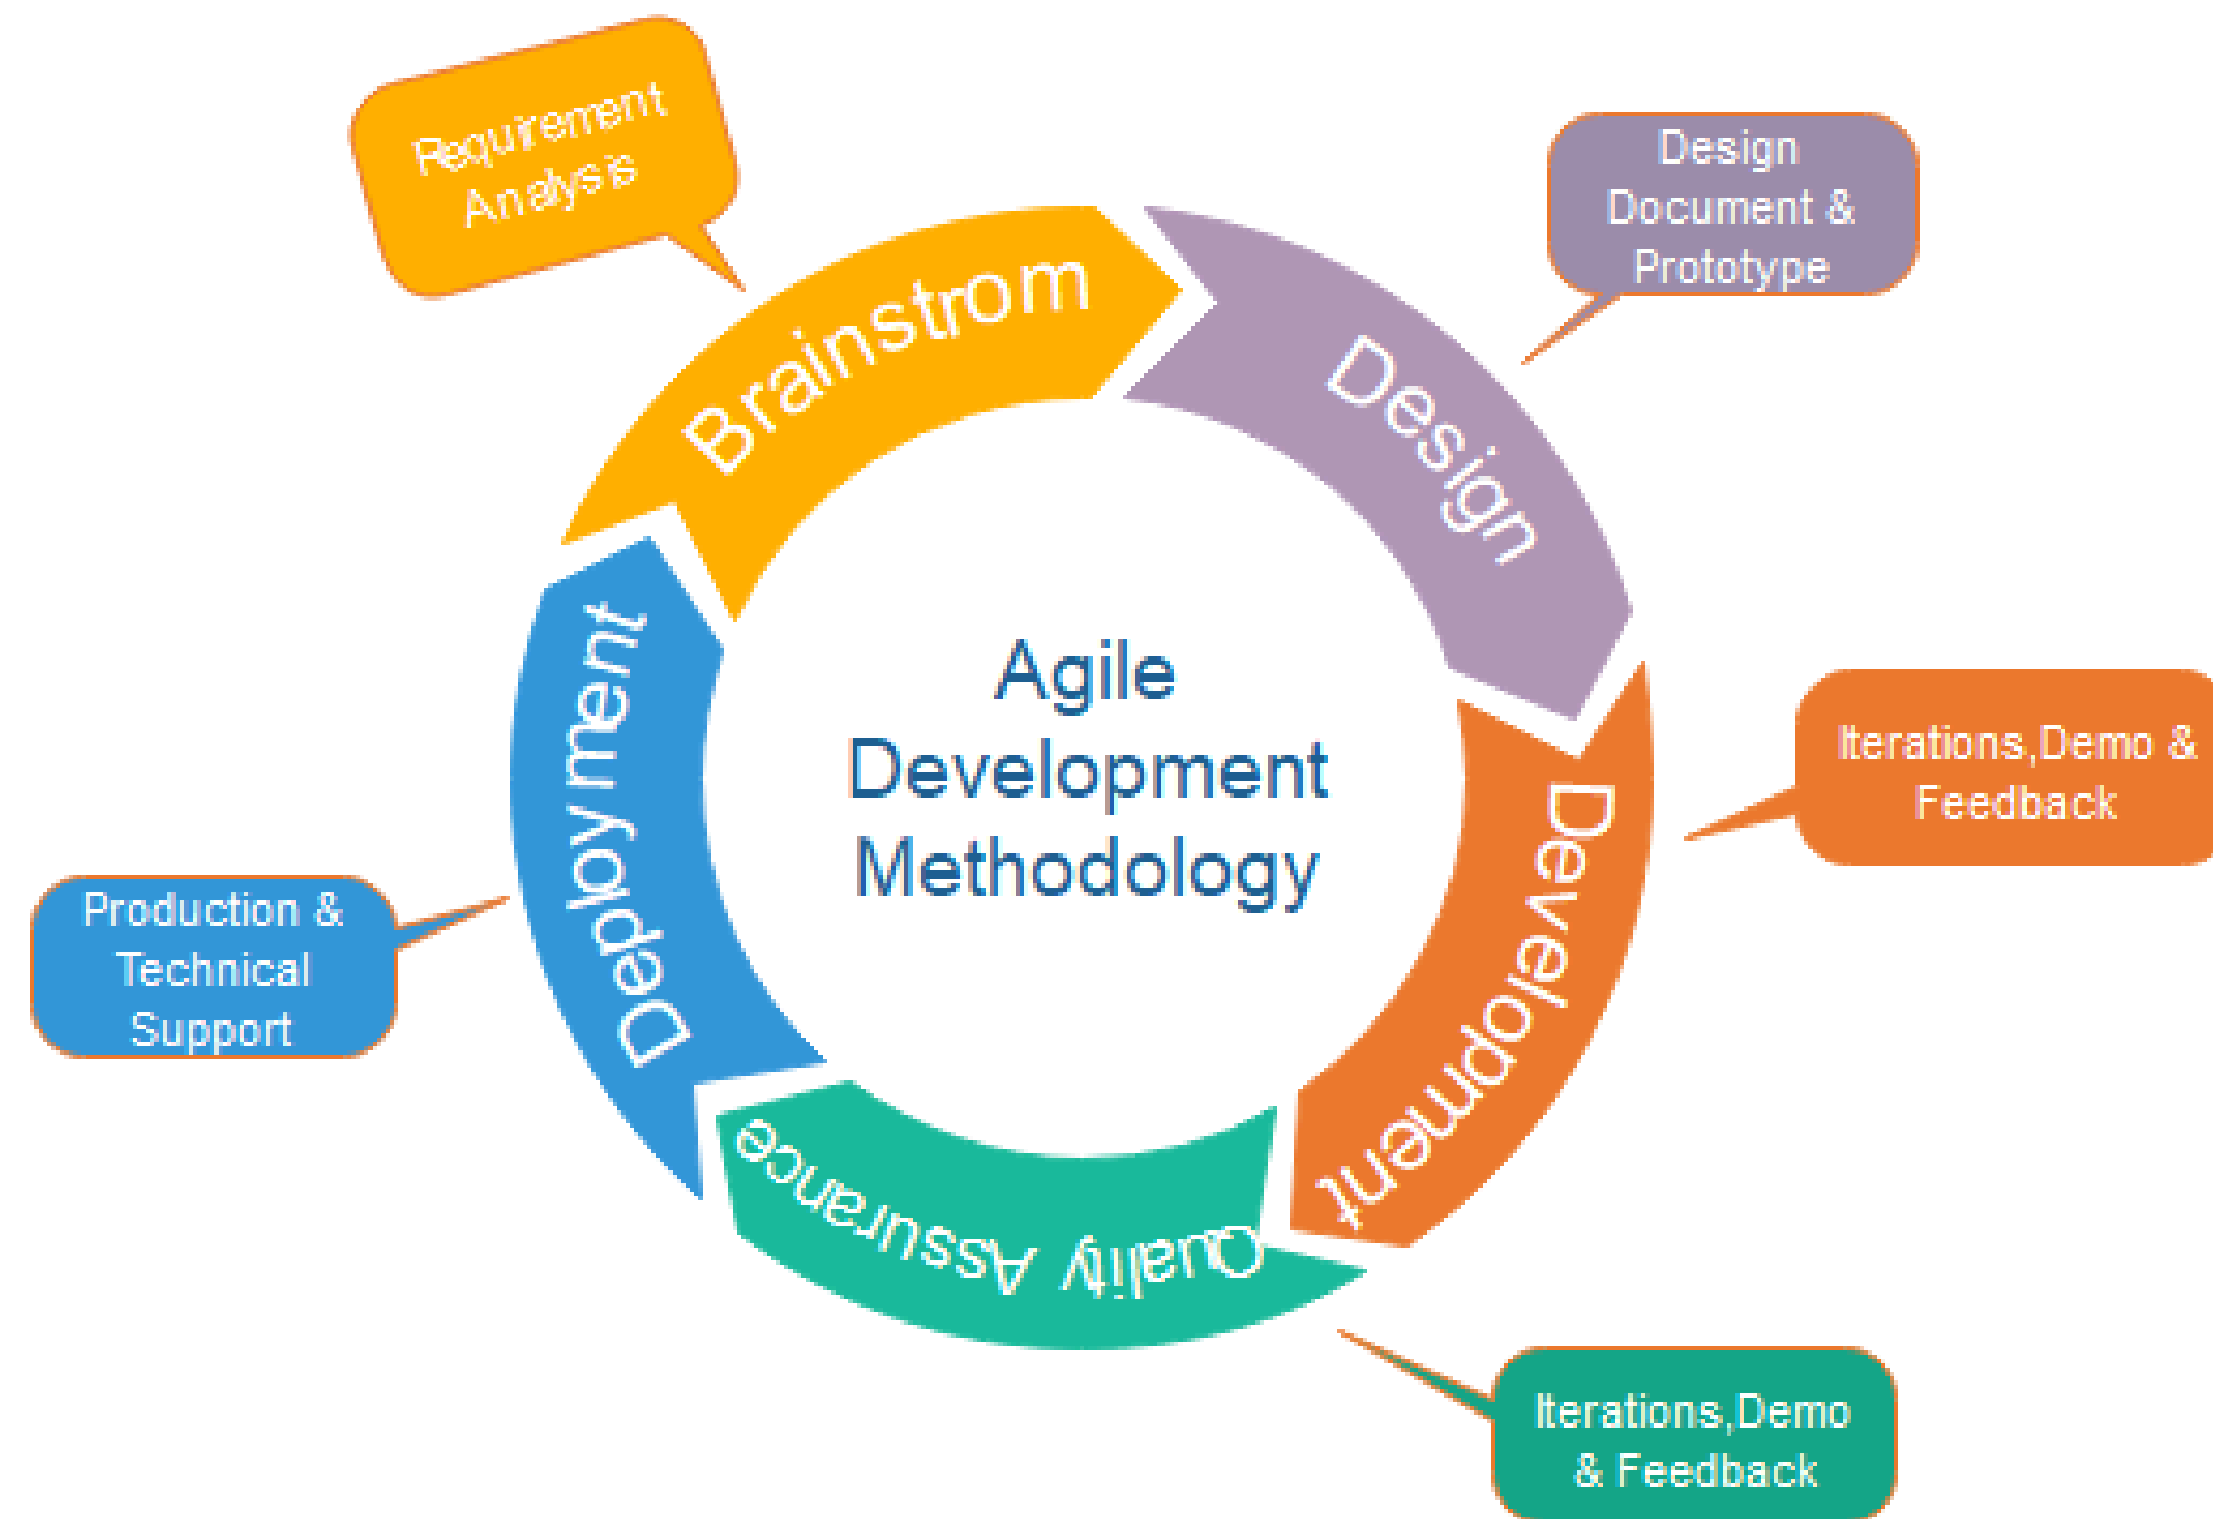 Requirement
Analysis
Design
Document &
Prototype
Brainstrom
Design
Iterations,Demo &
Feedback
Development
Agile
Development
Methodology
Deployment
Production &
Technical
Support
Quality Assurance
Iterations,Demo
& Feedback